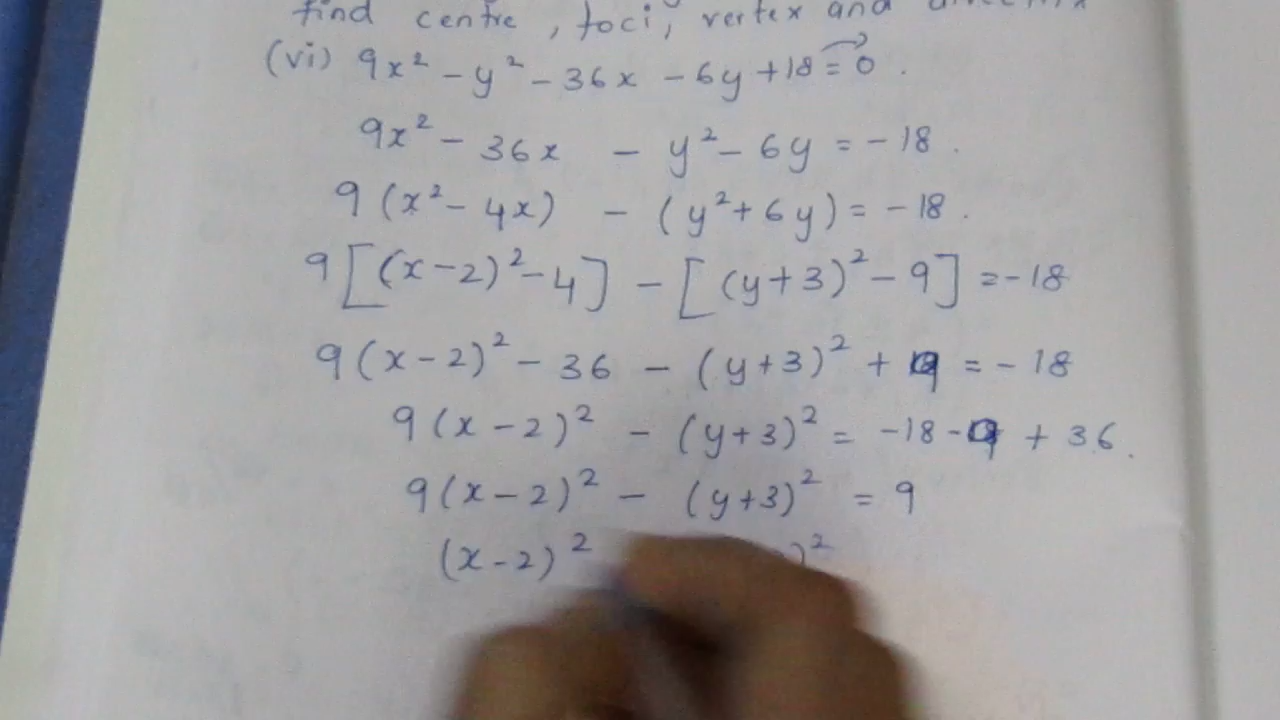 find centre, foci, vertex and
(vi) 9x² - y² - 36x - 6y + 18 = 0.
9x² - 36x - y² - 6y = -18.
9(x² - 4x) - (y² + 6y) = -18.
9[(x-2)² - 4] - [(y+3)² - 9] = -18
9(x-2)² - 36 - (y+3)² + 9 = -18
9(x-2)² - (y+3)² = -18 - 9 + 36.
9(x-2)² - (y+3)² = 9
(x-2)² )²